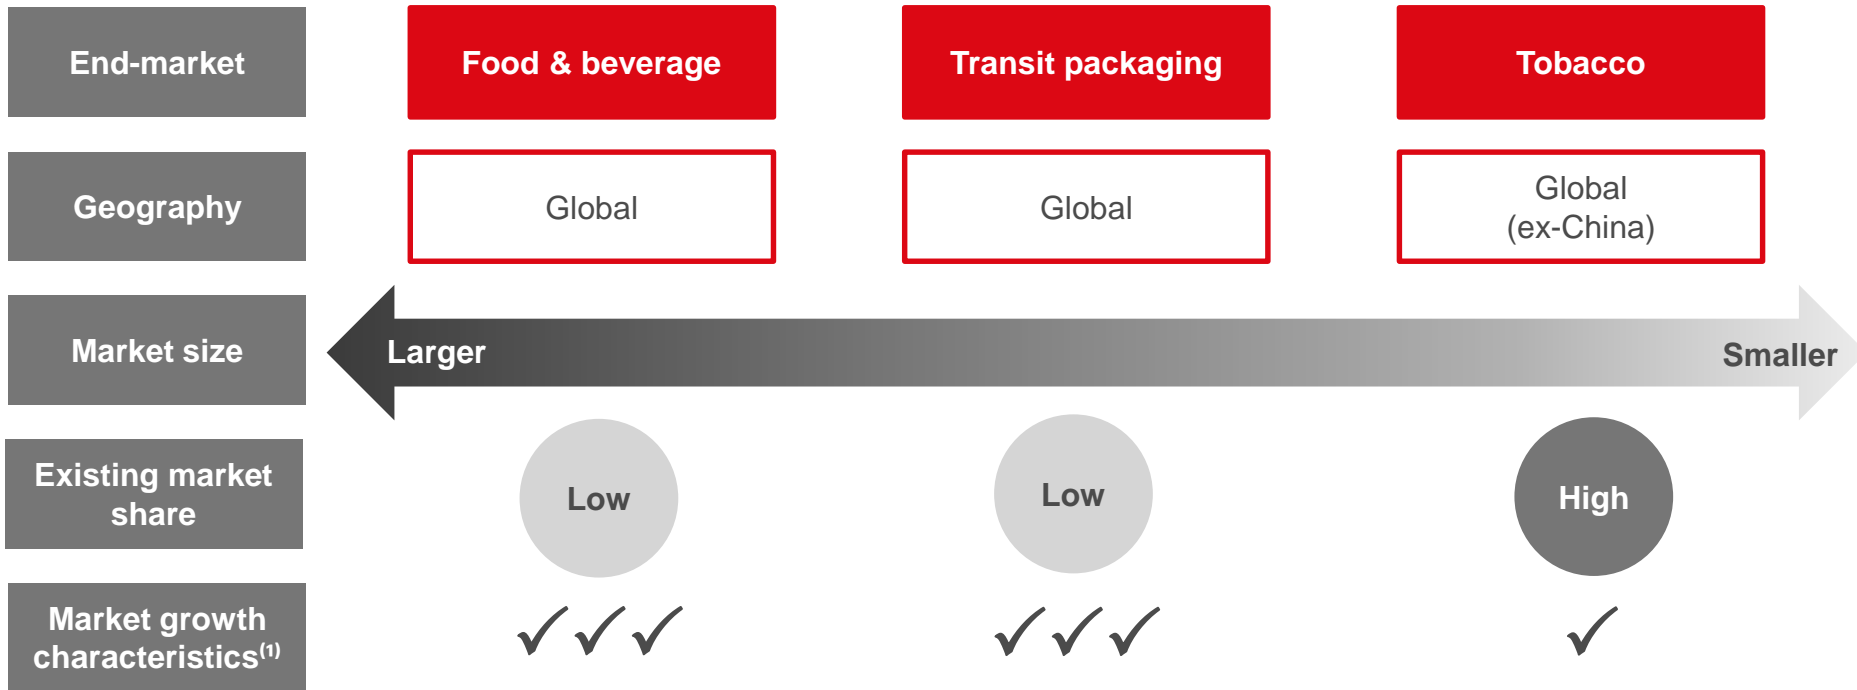 End-market
Food & beverage
Transit packaging
Tobacco
Geography
Global
Global
Global
(ex-China)
Market size
Larger
Smaller
Existing market
share
Low
Low
High
Market growth
characteristics(1)